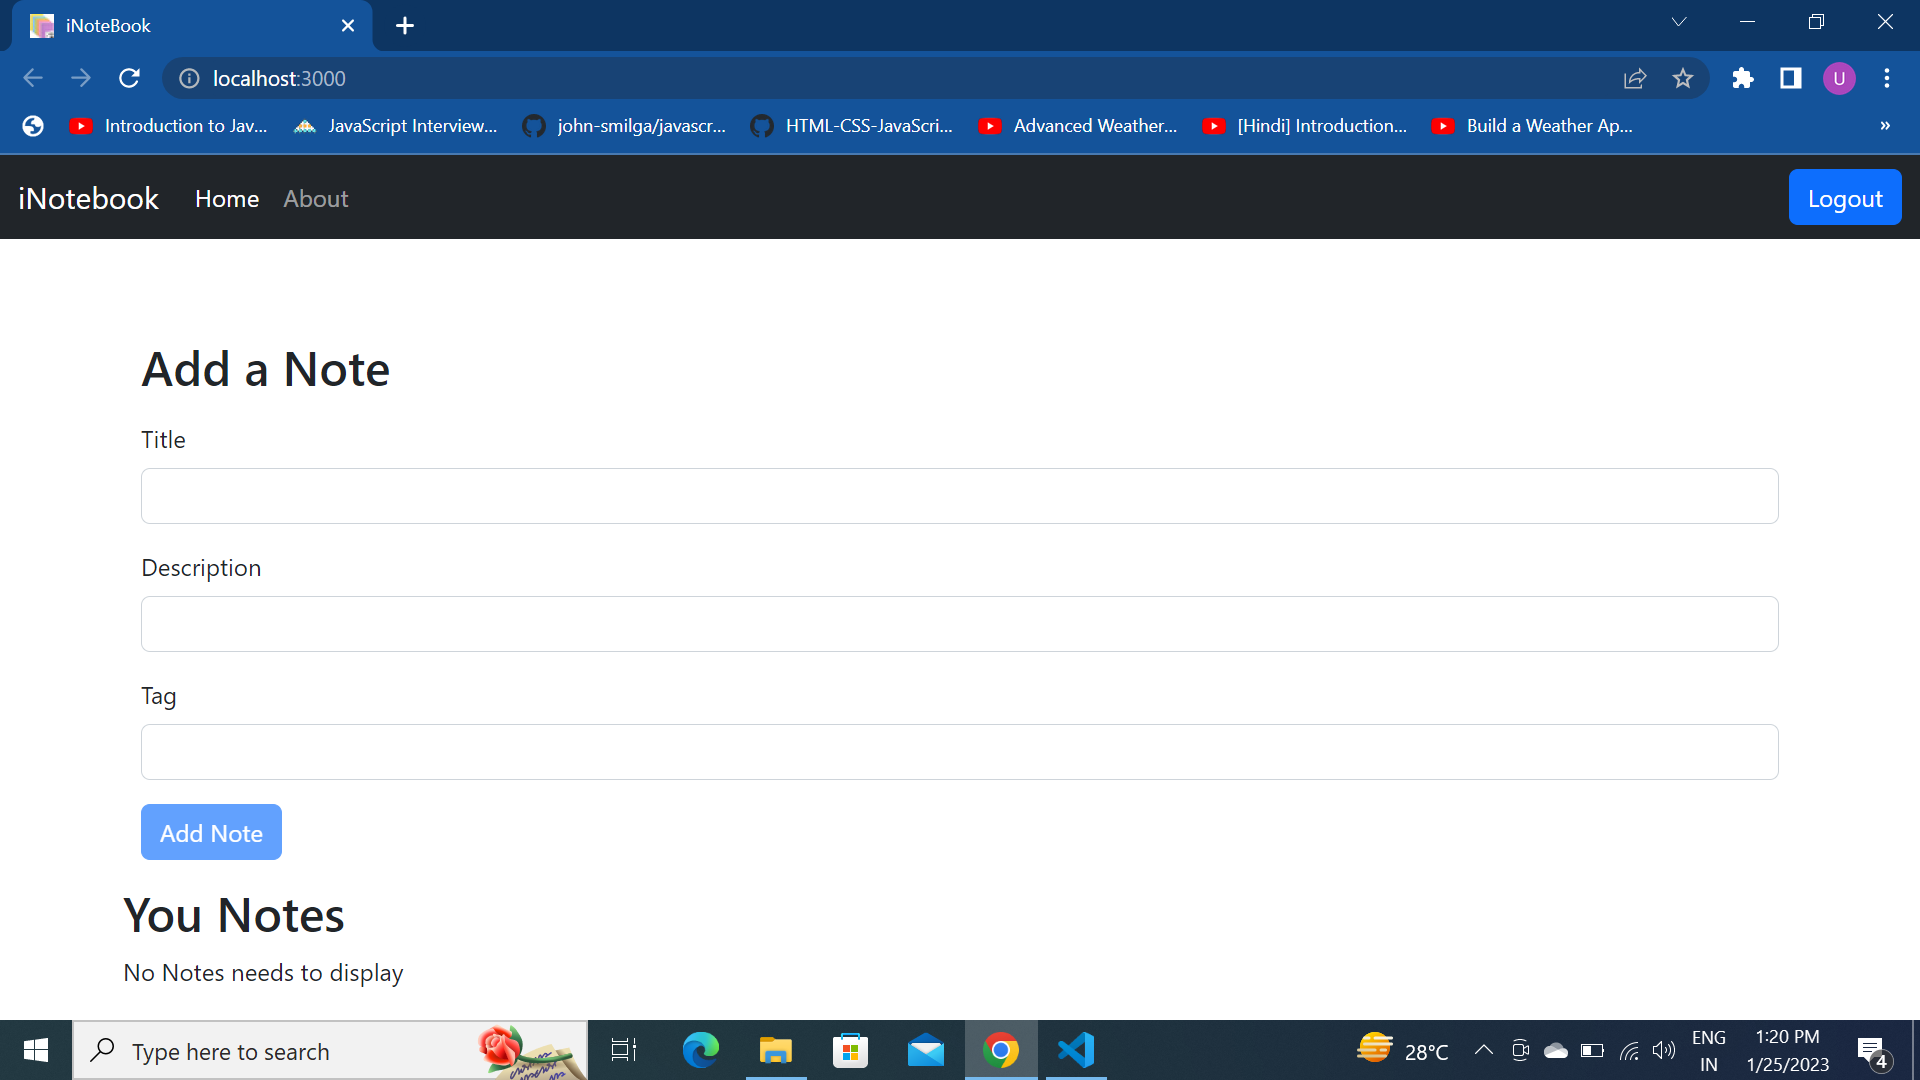 iNoteBook
localhost:3000
U
Introduction to Jav... JavaScript Interview... john-smilga/javascr... HTML-CSS-JavaScri... Advanced Weather... [Hindi] Introduction... Build a Weather Ap... »
iNotebook Home About Logout
Add a Note
Title
Description
Tag
Add Note
You Notes
No Notes needs to display
Type here to search
28°C
ENG
IN
1:20 PM
1/25/2023
4